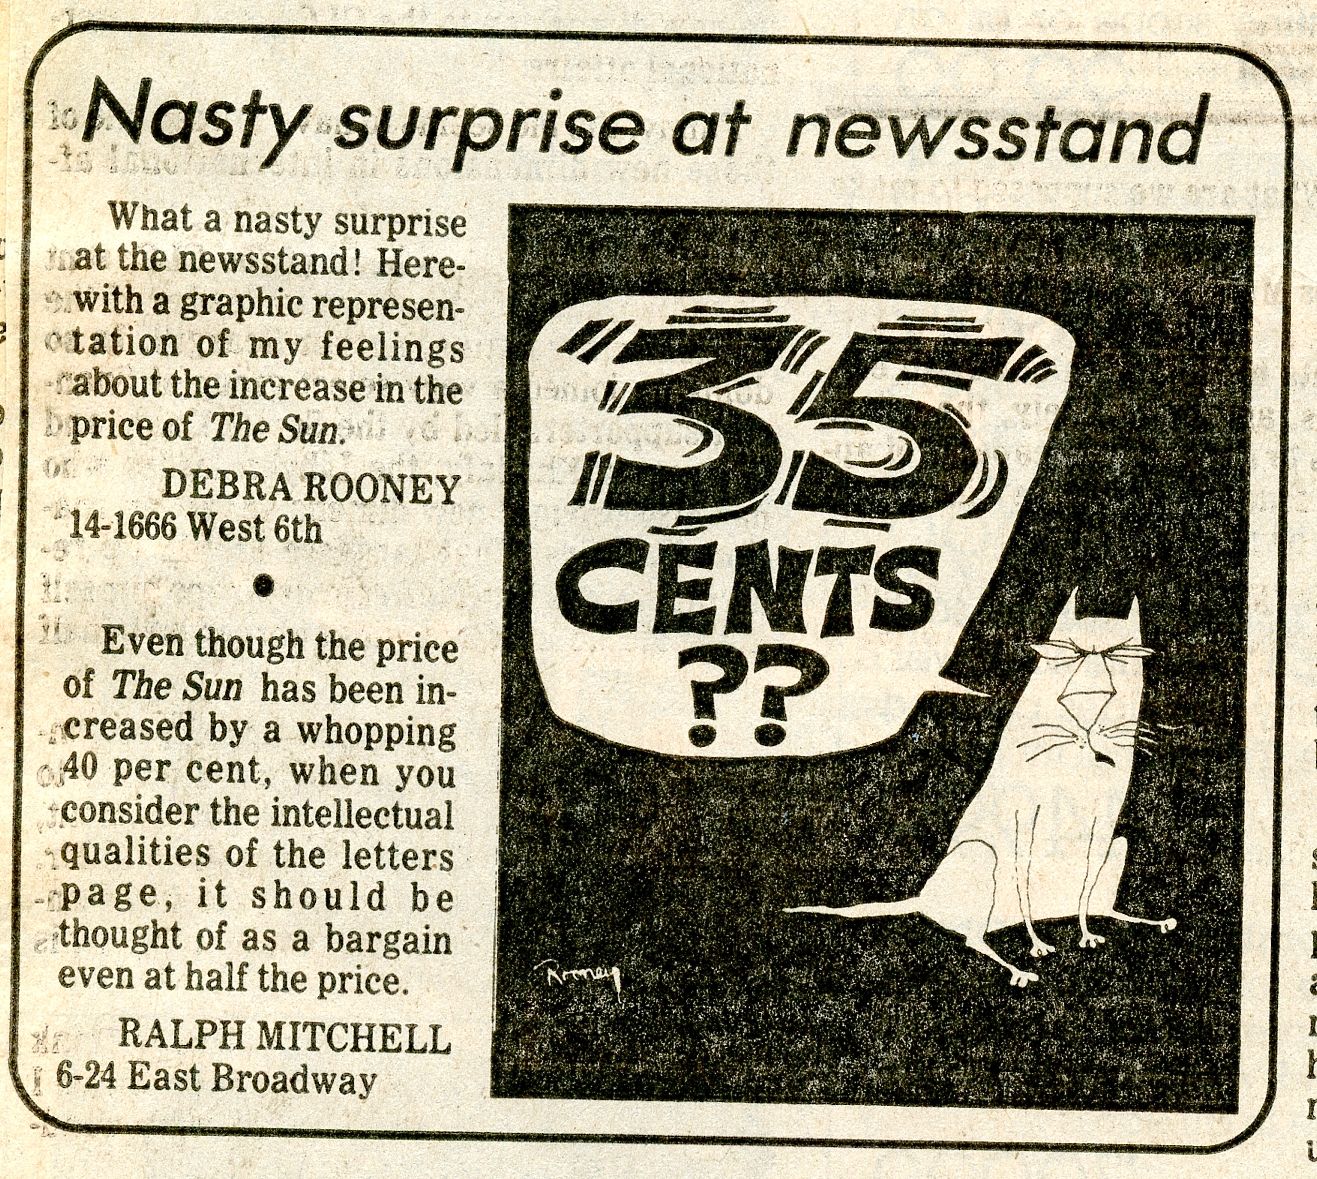 Nasty surprise at newsstand
What a nasty surprise
at the newsstand! Here-
with a graphic represen-
tation of my feelings
about the increase in the
price of The Sun.
DEBRA ROONEY
14-1666 West 6th
●
Even though the price
of The Sun has been in-
creased by a whopping
40 per cent, when you
consider the intellectual
qualities of the letters
page, it should be
thought of as a bargain
even at half the price.
RALPH MITCHELL
6-24 East Broadway
35
CENTS
??
Rooney